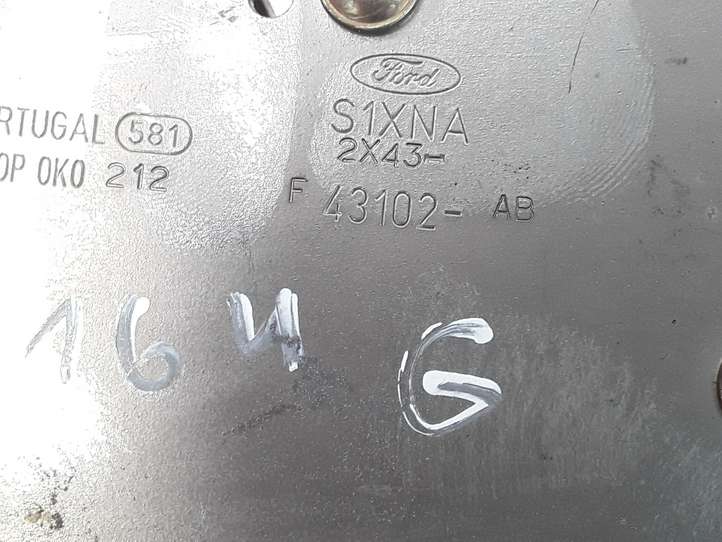 Ford
S1XNA
2X43-
F 43102- AB
RTUGAL 581
OP OKO 212
164 G